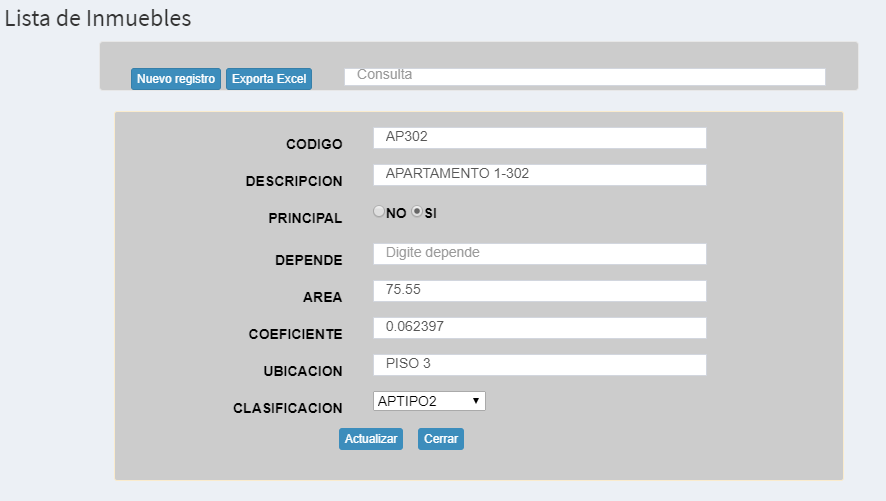 Lista de Inmuebles
Nuevo registro Exporta Excel Consulta
CODIGO AP302
DESCRIPCION APARTAMENTO 1-302
PRINCIPAL NO SI
DEPENDE Digite depende
AREA 75.55
COEFICIENTE 0.062397
UBICACION PISO 3
CLASIFICACION APTIPO2
Actualizar Cerrar